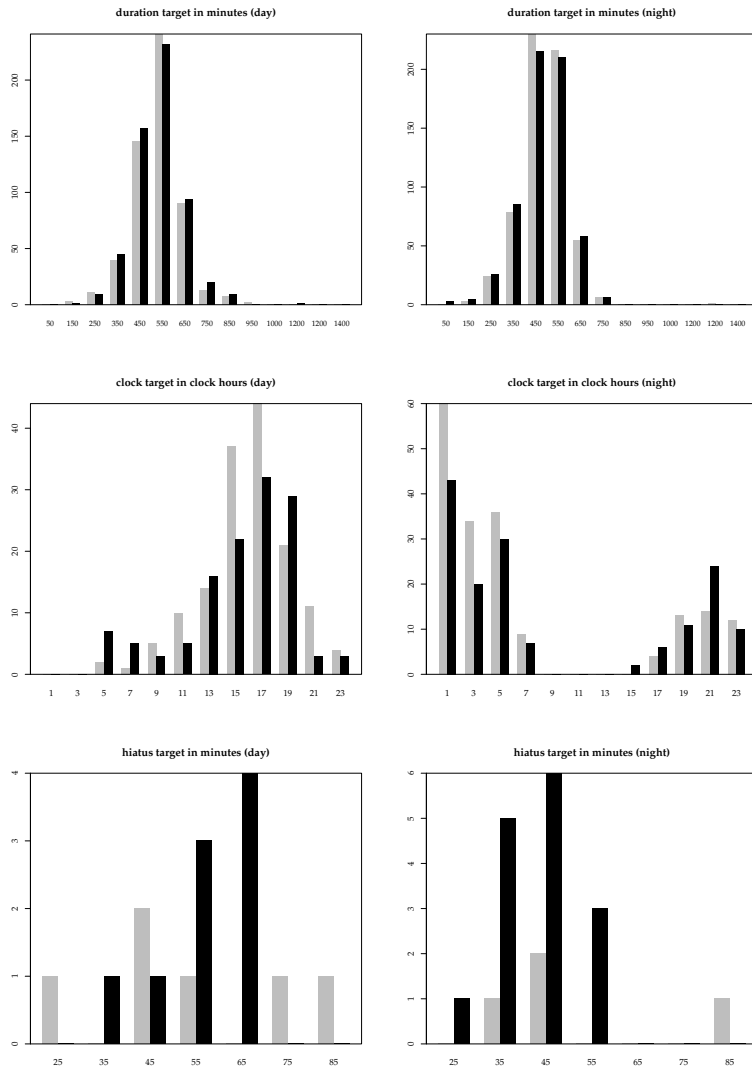 duration target in minutes (day)
0 50 100 150 200
50 150 250 350 450 550 650 750 850 950 1000 1200 1200 1400
duration target in minutes (night)
0 50 100 150 200
50 150 250 350 450 550 650 750 850 950 1000 1200 1200 1400
clock target in clock hours (day)
0 10 20 30 40
1 3 5 7 9 11 13 15 17 19 21 23
clock target in clock hours (night)
0 10 20 30 40 50 60
1 3 5 7 9 11 13 15 17 19 21 23
hiatus target in minutes (day)
0 1 2 3 4
25 35 45 55 65 75 85
hiatus target in minutes (night)
0 1 2 3 4 5 6
25 35 45 55 65 75 85